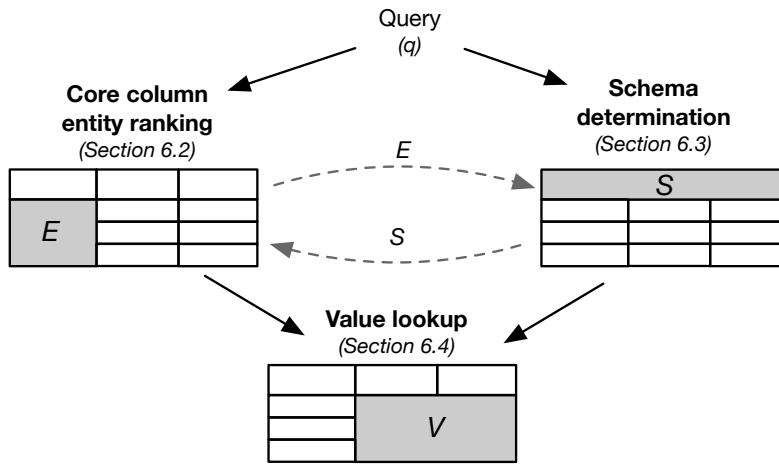 Query
(q)
Core column
entity ranking
(Section 6.2)
Schema
determination
(Section 6.3)
E
S
E
S
Value lookup
(Section 6.4)
V